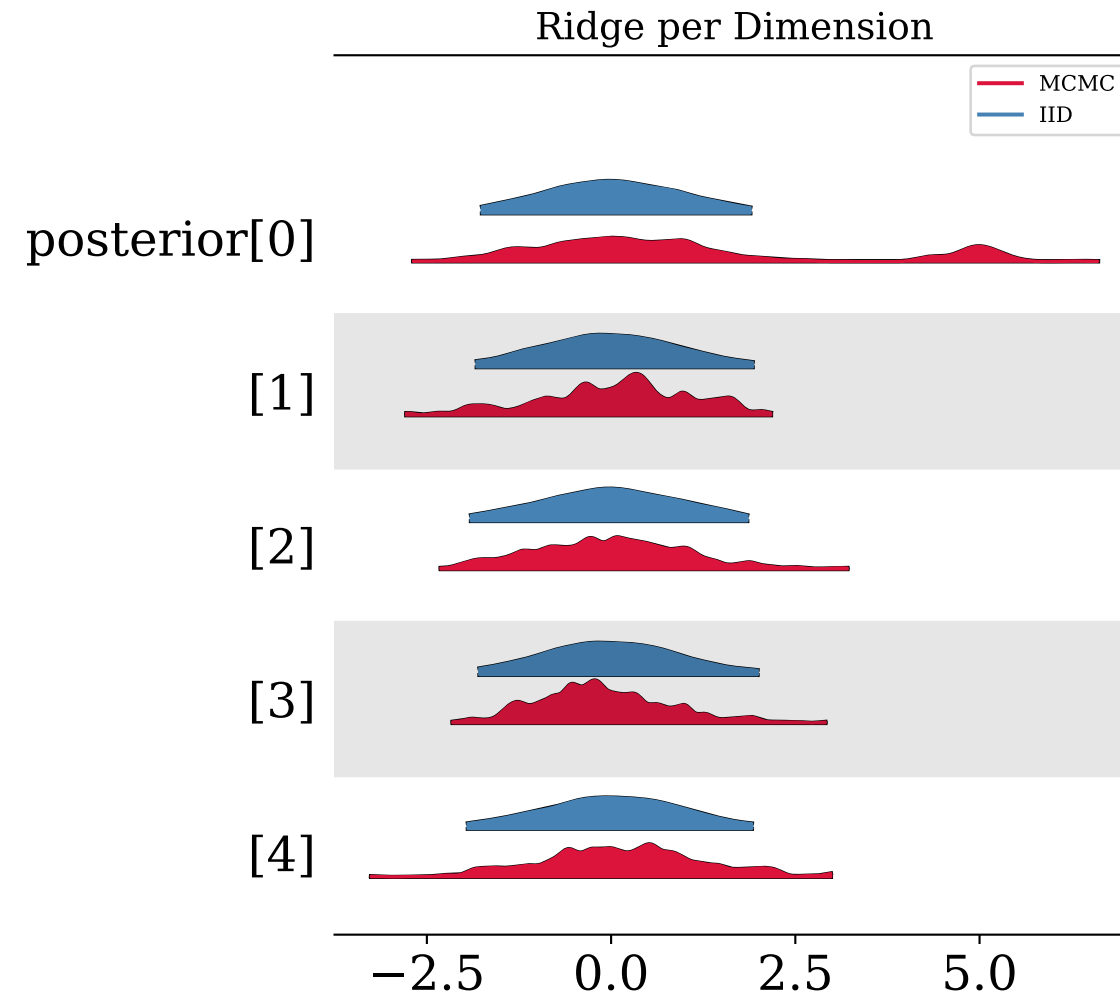 Ridge per Dimension
MCMC
IID
posterior[0]
[1]
[2]
[3]
[4]
−2.5 0.0 2.5 5.0